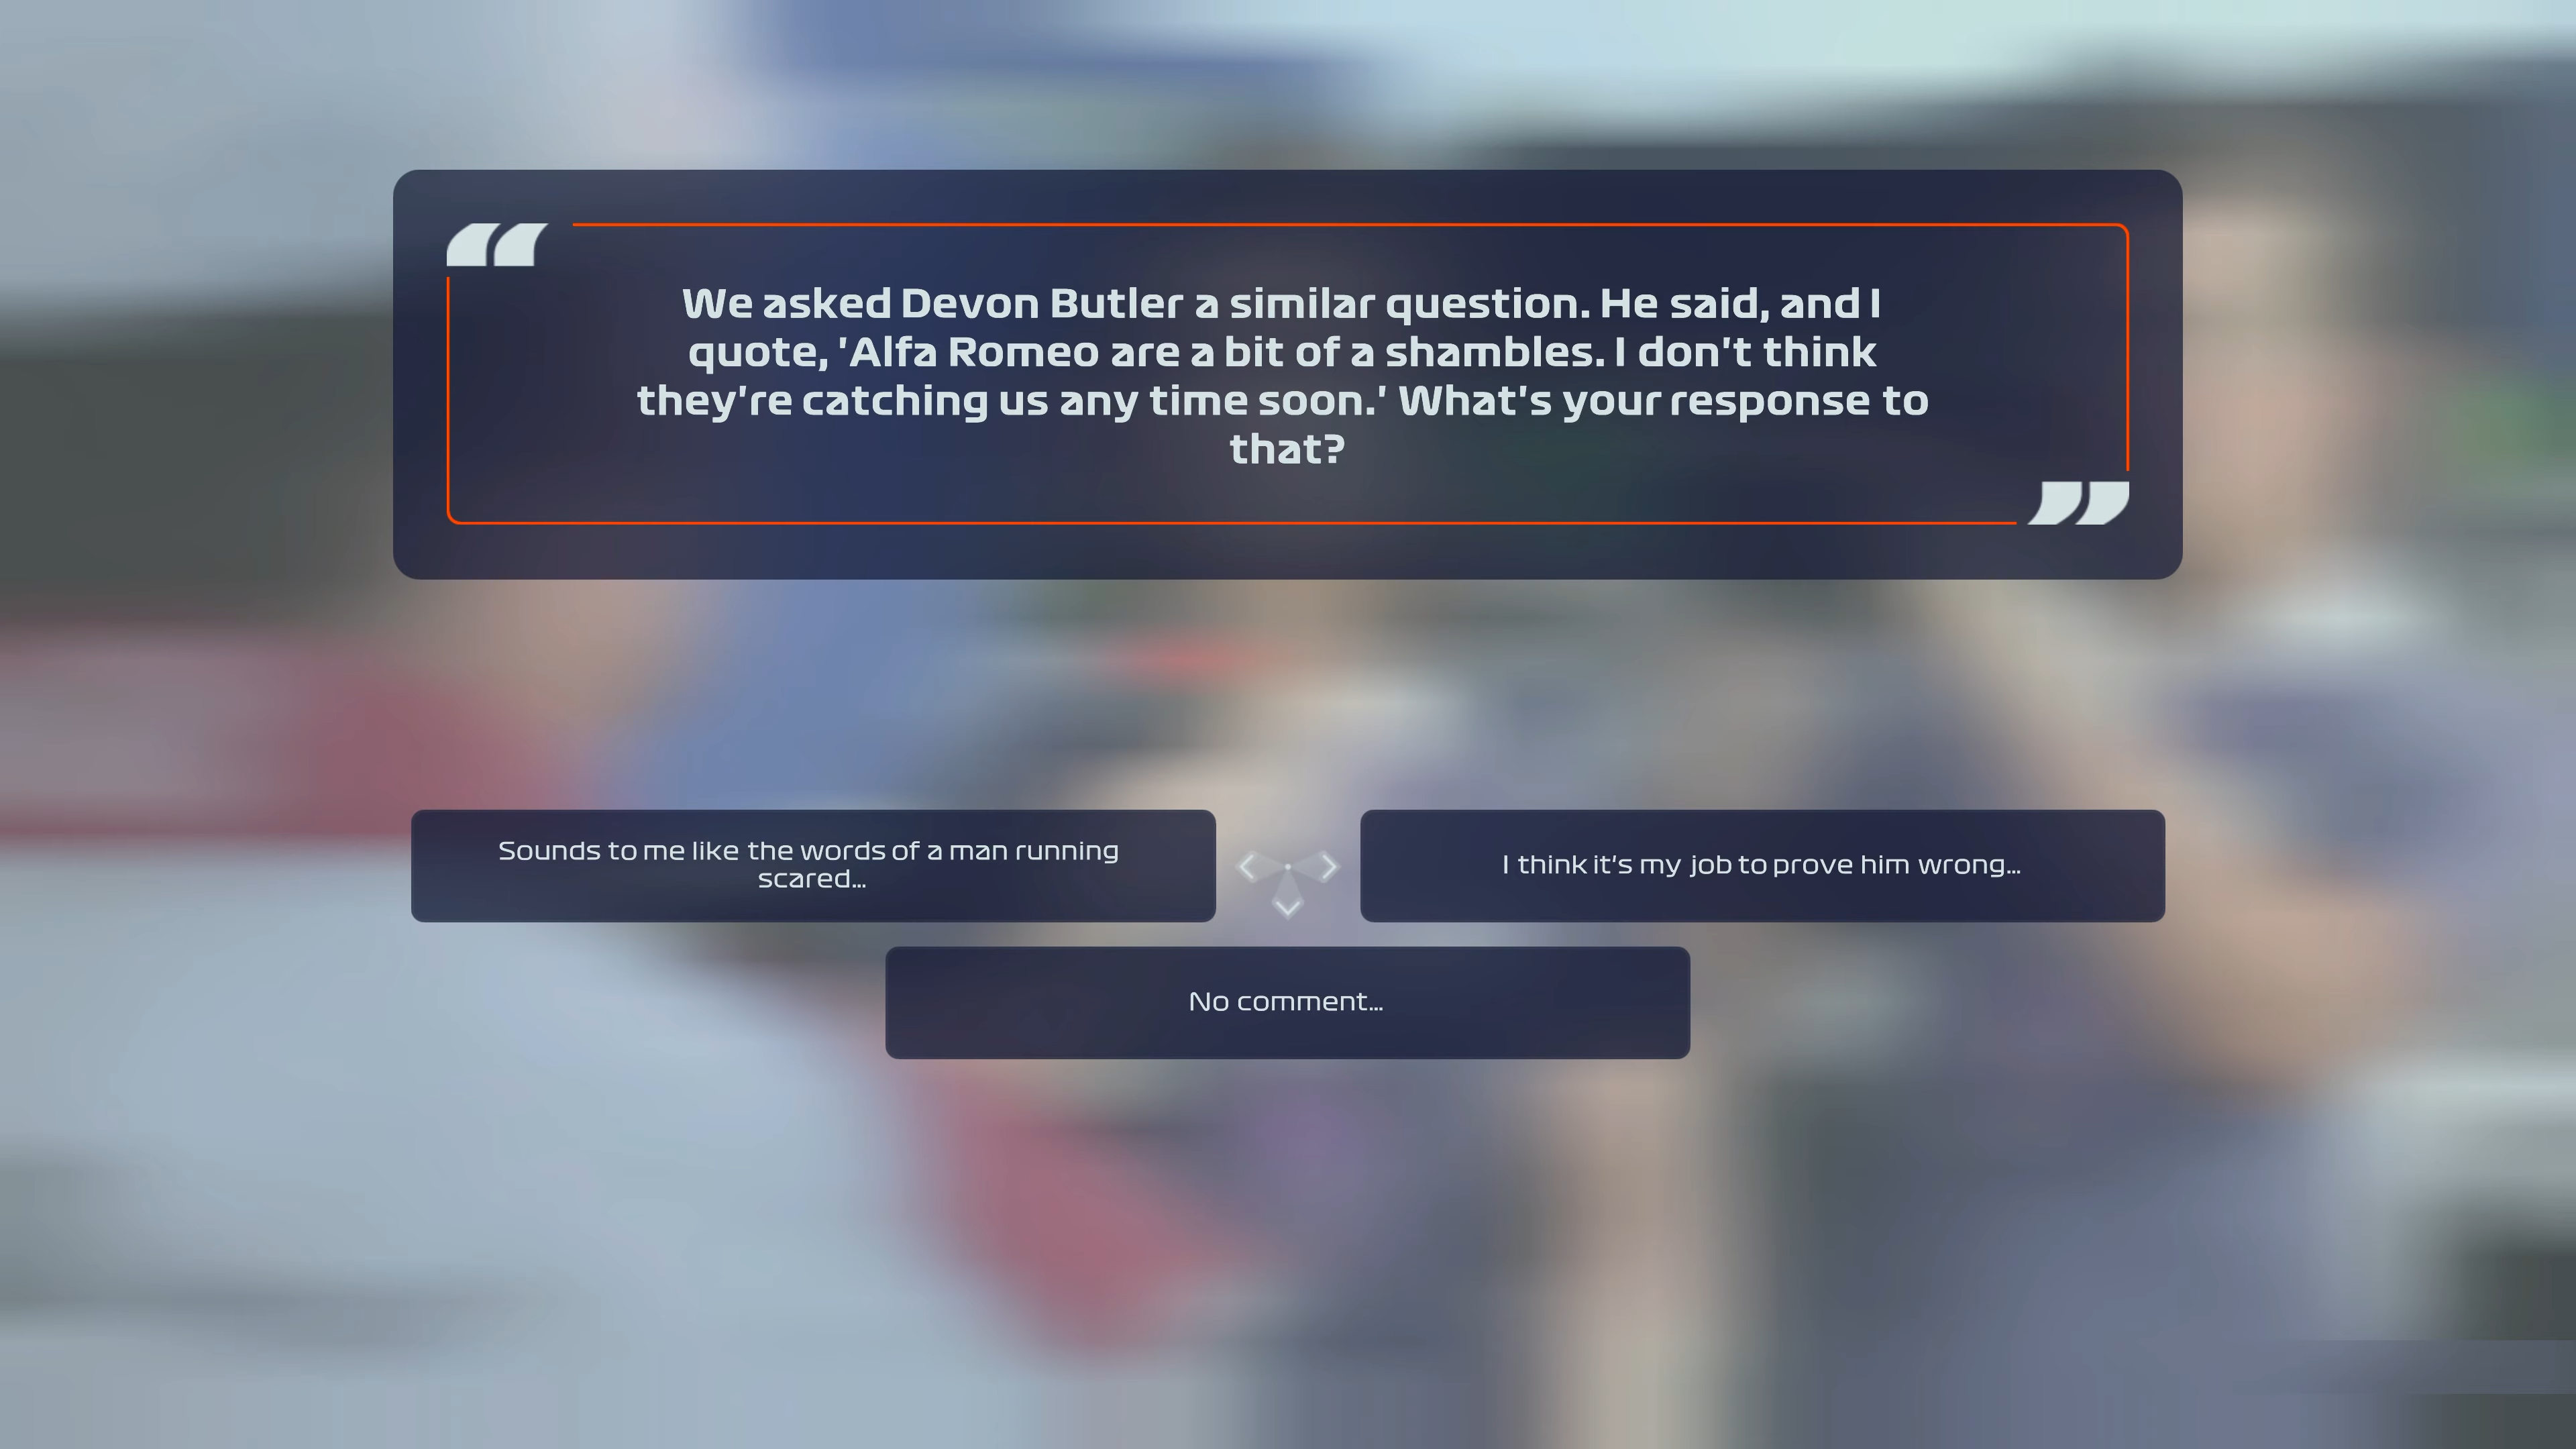 We asked Devon Butler a similar question. He said, and I
quote, 'Alfa Romeo are a bit of a shambles. I don't think
they're catching us any time soon.' What's your response to
that?
Sounds to me like the words of a man running
scared...
I think it's my job to prove him wrong...
No comment...